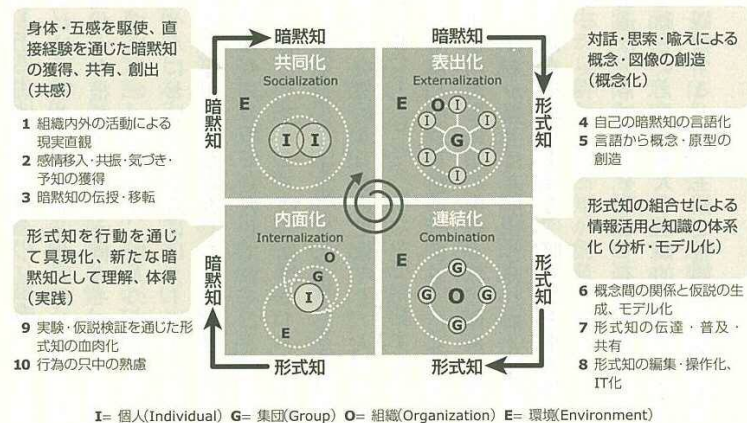 身体・五感を駆使、直
接経験を通じた暗黙知
の獲得、共有、創出
(共感)
1 組織内外の活動による
現実直観
2 感情移入・共振・気づき・
予知の獲得
3 暗黙知の伝授・移転
暗黙知
暗黙知
暗黙知
形式知
共同化
Socialization
E
I
I
表出化
Externalization
E
O
I
I
I
I
I
I
G
対話・思索・喩えによる
概念・図像の創造
(概念化)
4 自己の暗黙知の言語化
5 言語から概念・原型の
創造
形式知を行動を通じ
て具現化、新たな暗
黙知として理解、体得
(実践)
9 実験・仮説検証を通じた形
式知の血肉化
10 行為の只中の熟慮
暗黙知
内面化
Internalization
O
G
I
E
連結化
Combination
E
G
G
O
G
G
形式知
形式知
形式知
形式知の組合せによる
情報活用と知識の体系
化(分析・モデル化)
6 概念間の関係と仮説の生
成、モデル化
7 形式知の伝達・普及・
共有
8 形式知の編集・操作化、
IT化
I= 個人(Individual) G= 集団(Group) O= 組織(Organization) E= 環境(Environment)